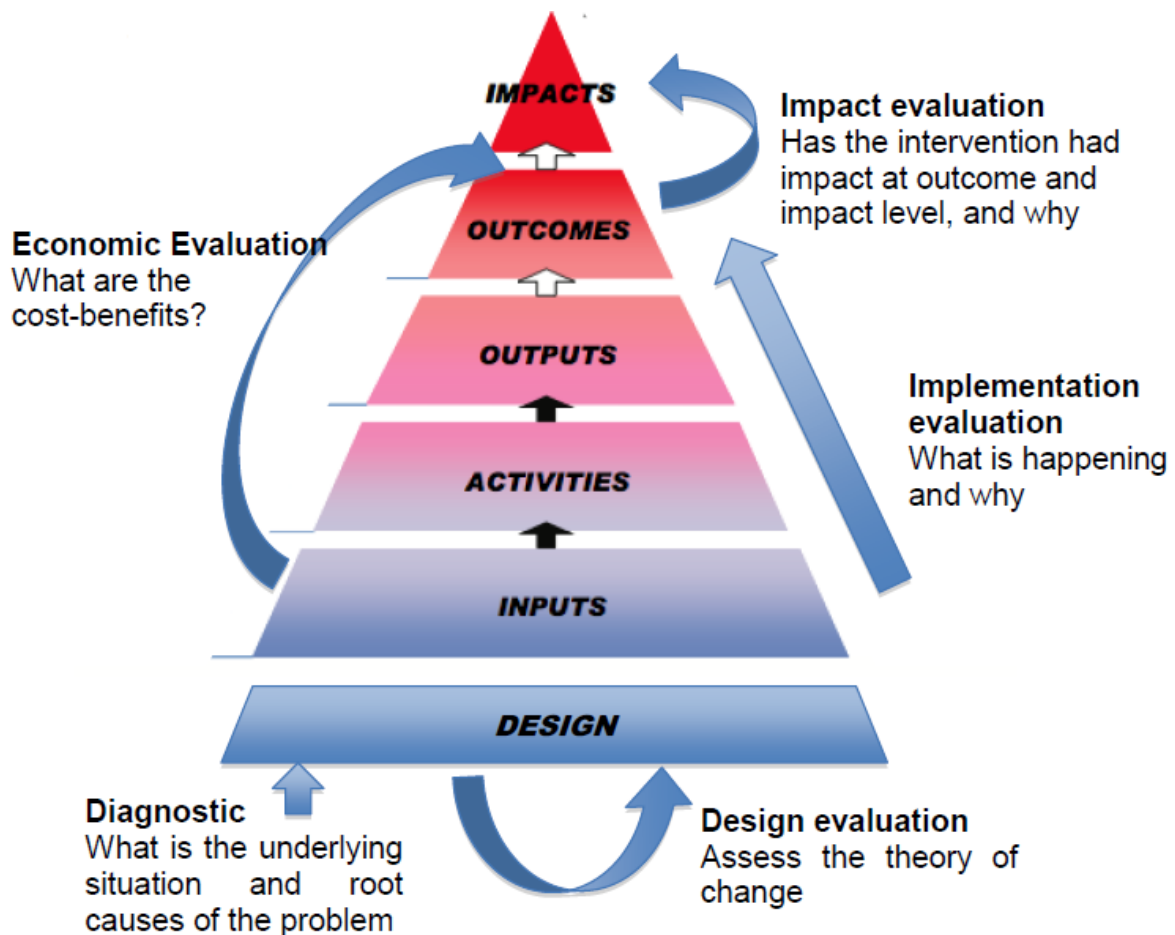 IMPACTS
Impact evaluation
Has the intervention had
impact at outcome and
impact level, and why
OUTCOMES
Economic Evaluation
What are the
cost-benefits?
OUTPUTS
Implementation
evaluation
What is happening
and why
ACTIVITIES
INPUTS
DESIGN
Diagnostic
What is the underlying
situation and root
causes of the problem
Design evaluation
Assess the theory of
change